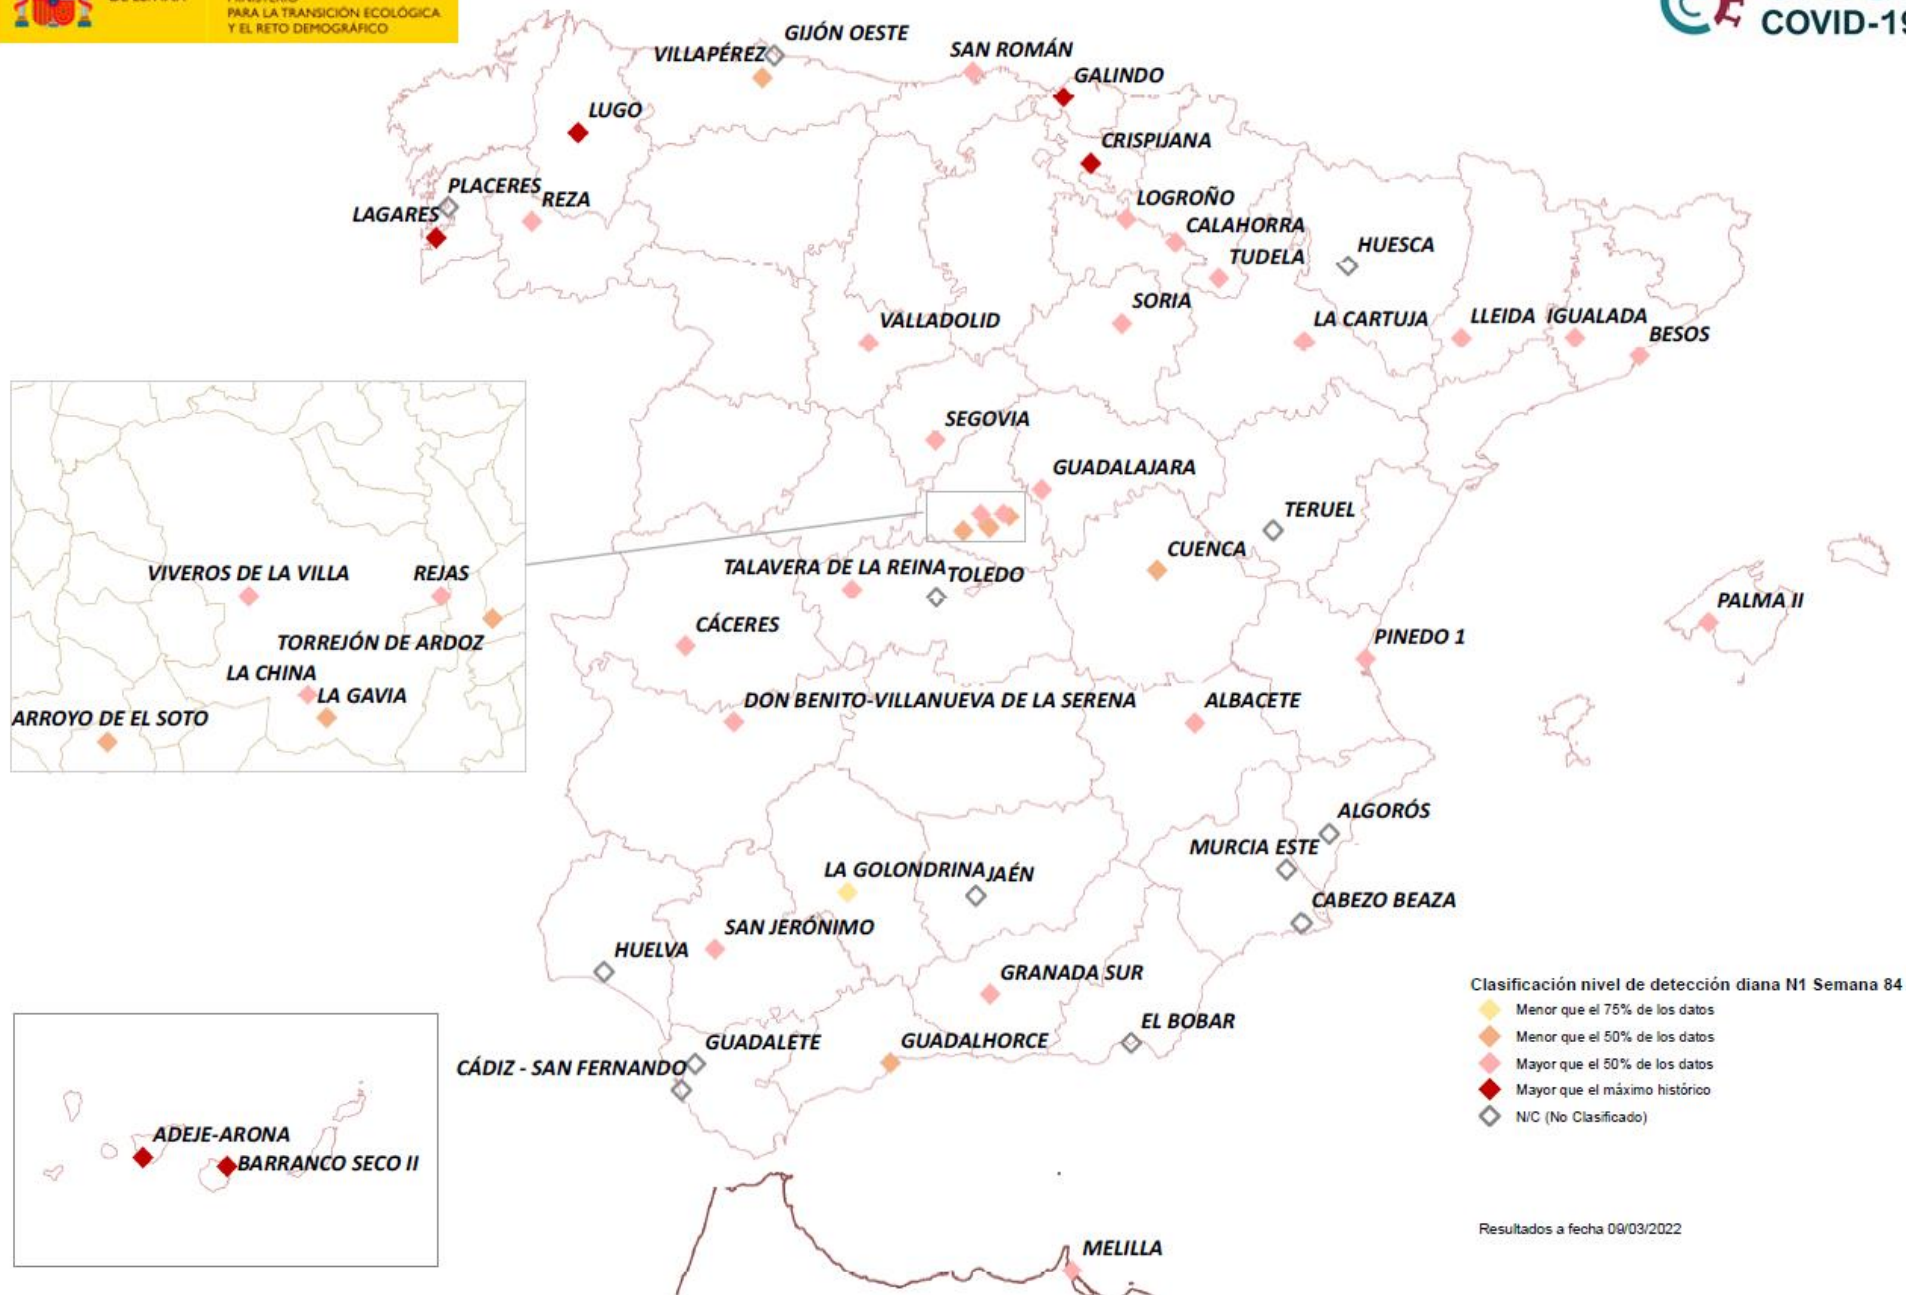 PARA LA TRANSICIÓN ECOLÓGICA
Y EL RETO DEMOGRÁFICO
COVID-19
GIJÓN OESTE
VILLAPÉREZ
SAN ROMÁN
GALINDO
LUGO
CRISPIJANA
PLACERES
REZA
LAGARES
LOGROÑO
CALAHORRA
TUDELA
HUESCA
SORIA
VALLADOLID
LA CARTUJA
LLEIDA
IGUALADA
BESOS
SEGOVIA
GUADALAJARA
TERUEL
CUENCA
TALAVERA DE LA REINA
TOLEDO
VIVEROS DE LA VILLA
REJAS
TORREJÓN DE ARDOZ
LA CHINA
LA GAVIA
ARROYO DE EL SOTO
PALMA II
CÁCERES
PINEDO 1
DON BENITO-VILLANUEVA DE LA SERENA
ALBACETE
ALGORÓS
MURCIA ESTE
LA GOLONDRINA
JAÉN
CABEZO BEAZA
SAN JERÓNIMO
HUELVA
GRANADA SUR
EL BOBAR
GUADALETE
GUADALHORCE
CÁDIZ - SAN FERNANDO
ADEJE-ARONA
BARRANCO SECO II
MELILLA
Clasificación nivel de detección diana N1 Semana 84
Menor que el 75% de los datos
Menor que el 50% de los datos
Mayor que el 50% de los datos
Mayor que el máximo histórico
N/C (No Clasificado)
Resultados a fecha 09/03/2022